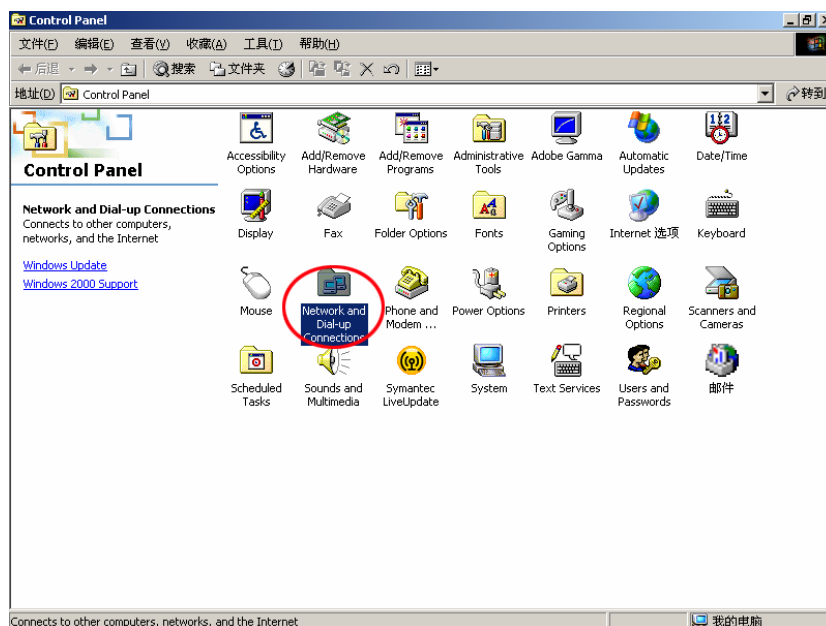 Control Panel
文件(F) 编辑(E) 查看(V) 收藏(A) 工具(T) 帮助(H)
后退 搜索 文件夹
地址(D) Control Panel 转到
Control Panel
Network and Dial-up Connections
Connects to other computers,
networks, and the Internet
Windows Update
Windows 2000 Support
Accessibility
Options
Add/Remove
Hardware
Add/Remove
Programs
Administrative
Tools
Adobe Gamma
Automatic
Updates
Date/Time
Display
Fax
Folder Options
Fonts
Gaming
Options
Internet 选项
Keyboard
Mouse
Network and
Dial-up
Connections
Phone and
Modem ...
Power Options
Printers
Regional
Options
Scanners and
Cameras
Scheduled
Tasks
Sounds and
Multimedia
Symantec
LiveUpdate
System
Text Services
Users and
Passwords
邮件
Connects to other computers, networks, and the Internet 我的电脑